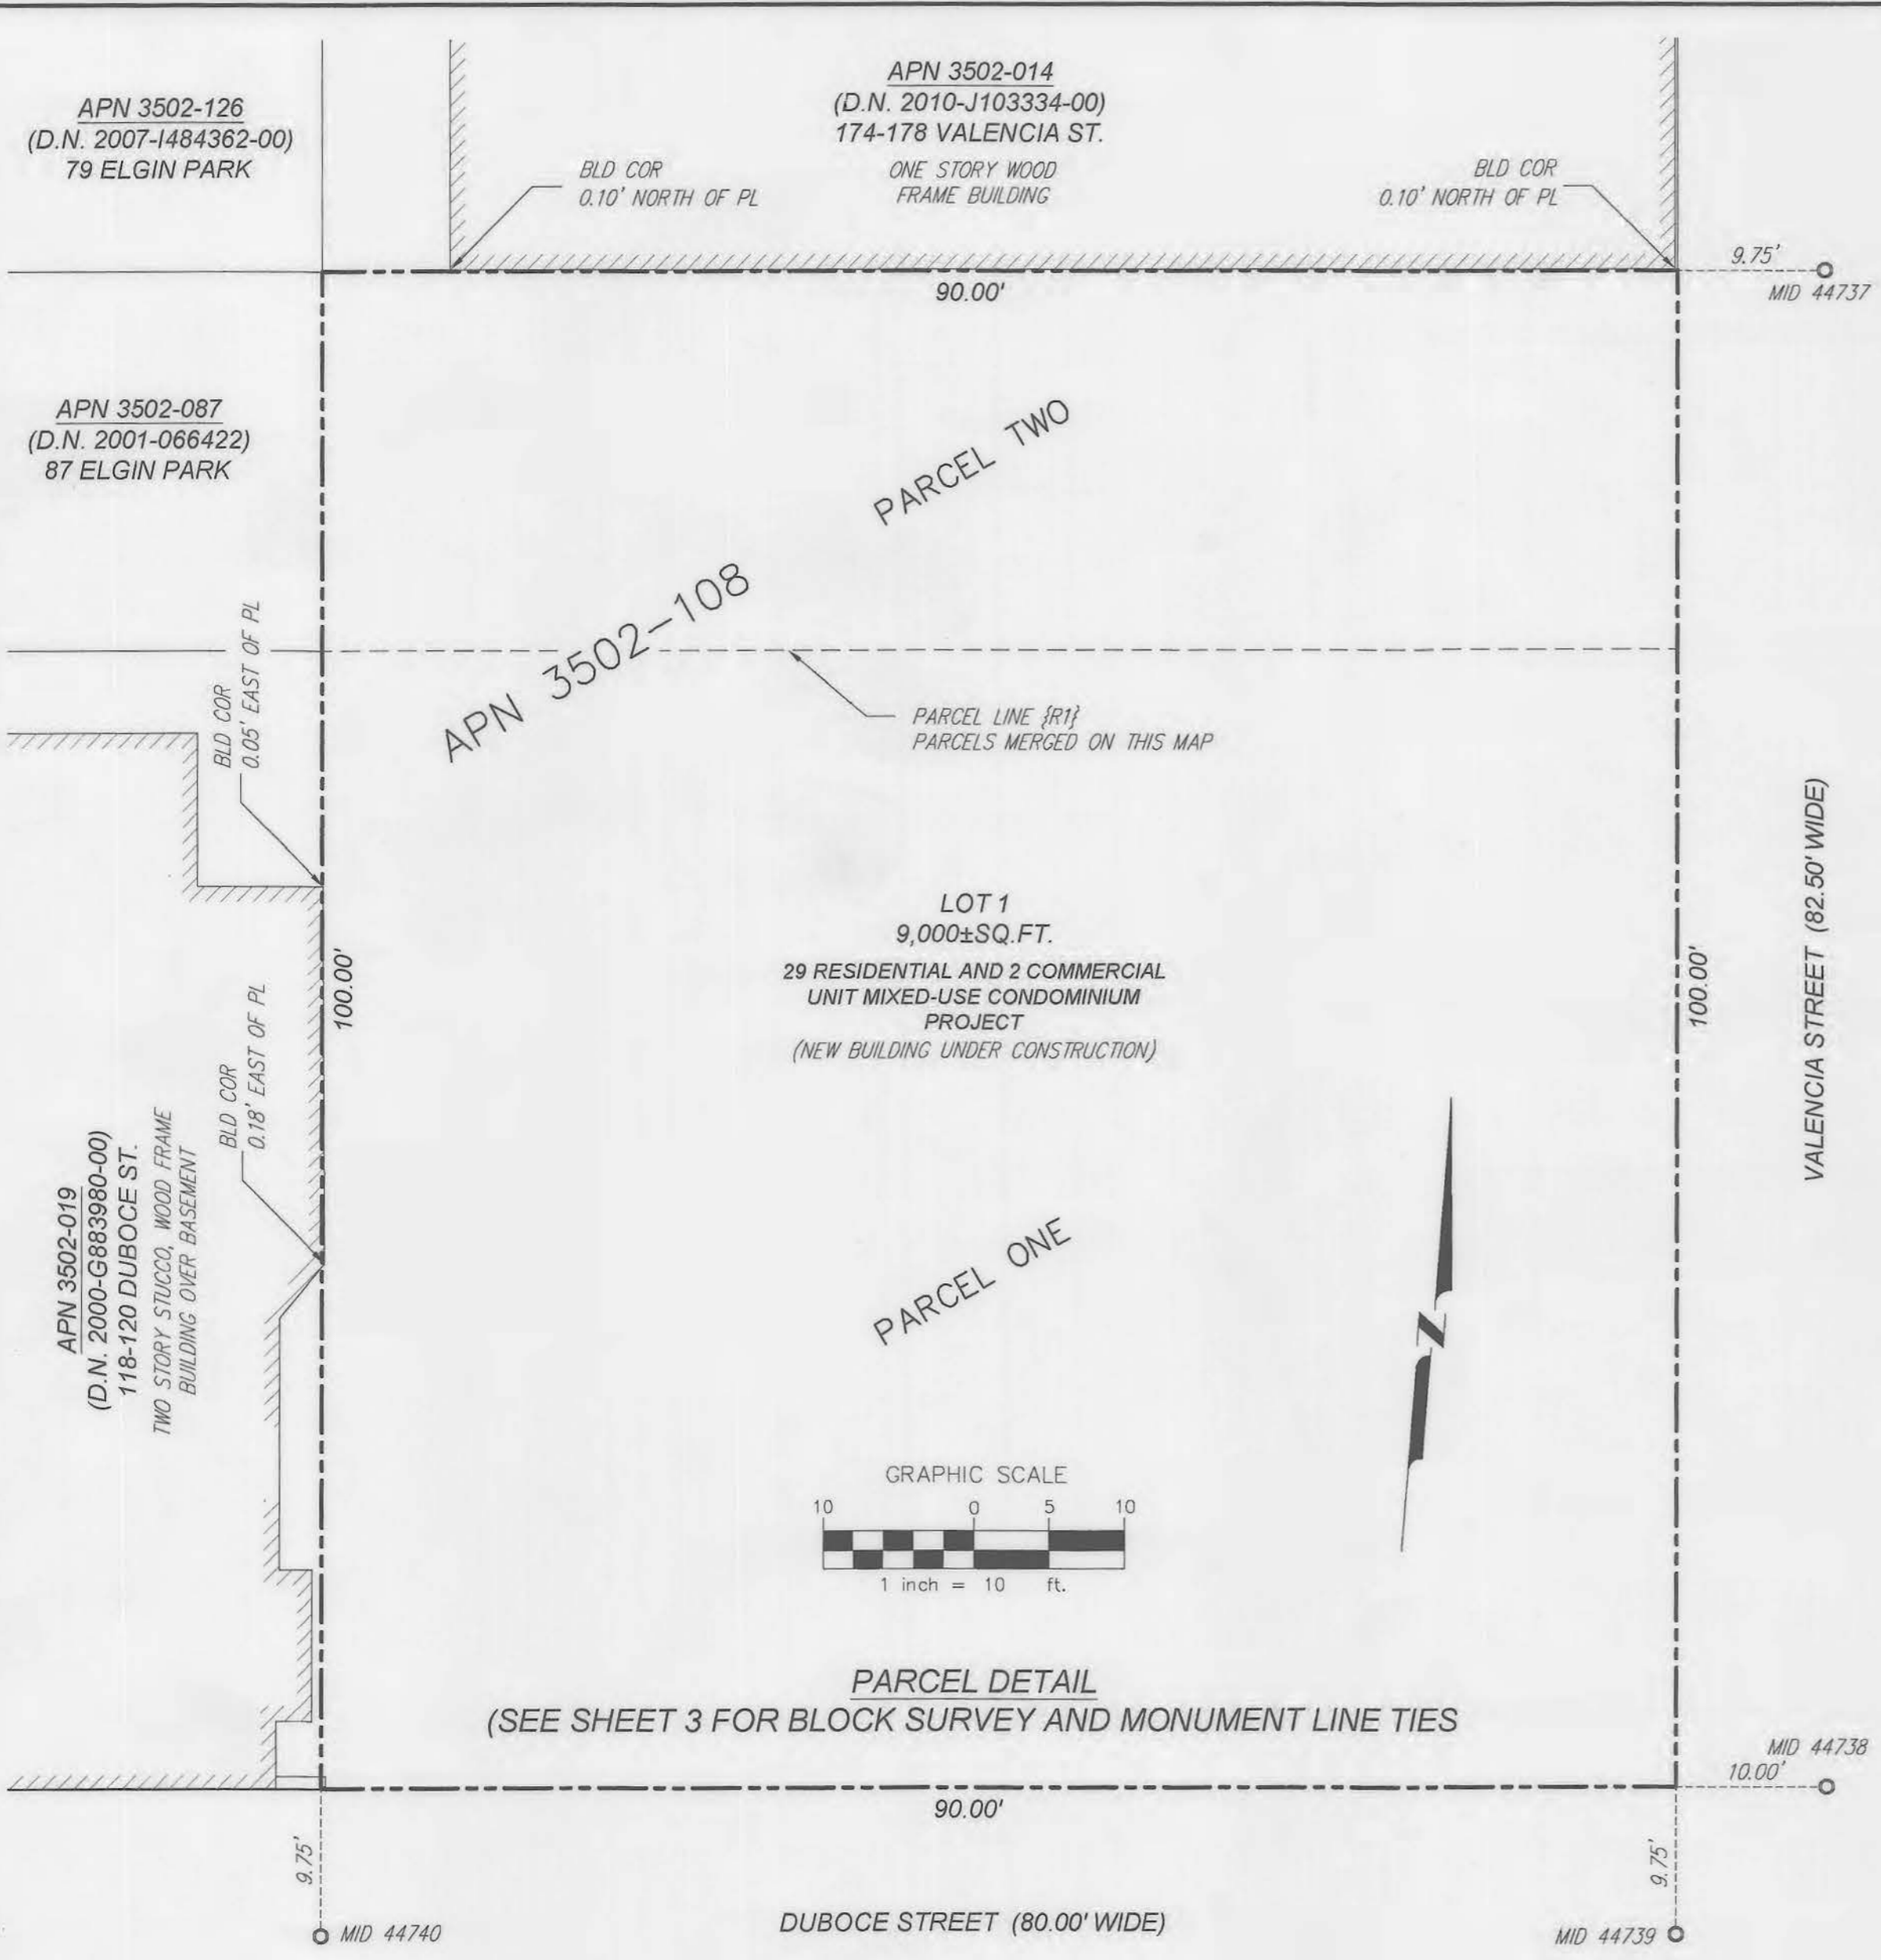 APN 3502-126
(D.N. 2007-I484362-00)
79 ELGIN PARK
APN 3502-014
(D.N. 2010-J103334-00)
174-178 VALENCIA ST.
ONE STORY WOOD
FRAME BUILDING
BLD COR
0.10' NORTH OF PL
BLD COR
0.10' NORTH OF PL
9.75'
MID 44737
90.00'
APN 3502-087
(D.N. 2001-066422)
87 ELGIN PARK
PARCEL TWO
APN 3502-108
BLD COR
0.05' EAST OF PL
PARCEL LINE {R1}
PARCELS MERGED ON THIS MAP
VALENCIA STREET (82.50' WIDE)
LOT 1
9,000±SQ.FT.
29 RESIDENTIAL AND 2 COMMERCIAL
UNIT MIXED-USE CONDOMINIUM
PROJECT
(NEW BUILDING UNDER CONSTRUCTION)
100.00'
100.00'
BLD COR
0.18' EAST OF PL
APN 3502-019
(D.N. 2000-G883980-00)
118-120 DUBOCE ST.
TWO STORY STUCCO, WOOD FRAME
BUILDING OVER BASEMENT
PARCEL ONE
N
GRAPHIC SCALE
10 0 5 10
1 inch = 10 ft.
PARCEL DETAIL
(SEE SHEET 3 FOR BLOCK SURVEY AND MONUMENT LINE TIES
MID 44738
10.00'
90.00'
9.75'
9.75'
MID 44740
DUBOCE STREET (80.00' WIDE)
MID 44739